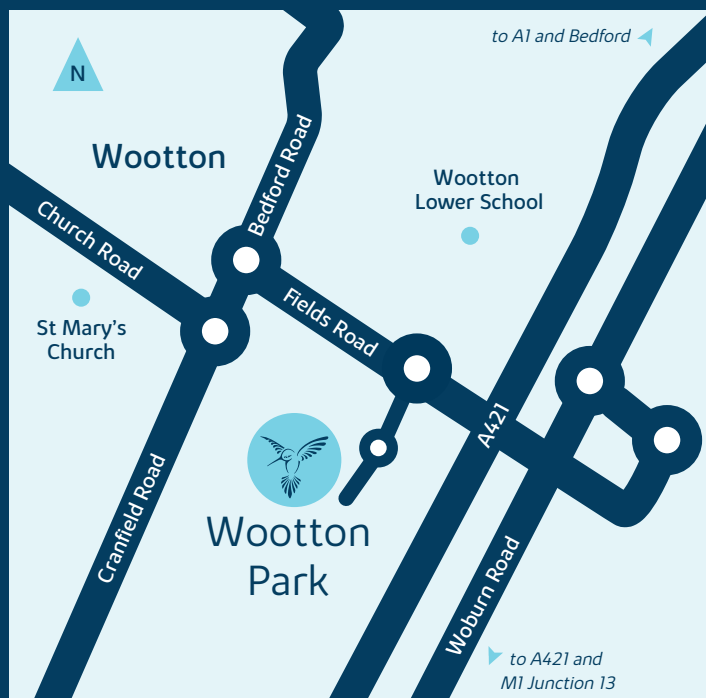 to A1 and Bedford
N
Wootton
Bedford Road
Wootton
Lower School
Church Road
Fields Road
St Mary's
Church
A421
Wootton
Park
Cranfield Road
Woburn Road
to A421 and
M1 Junction 13